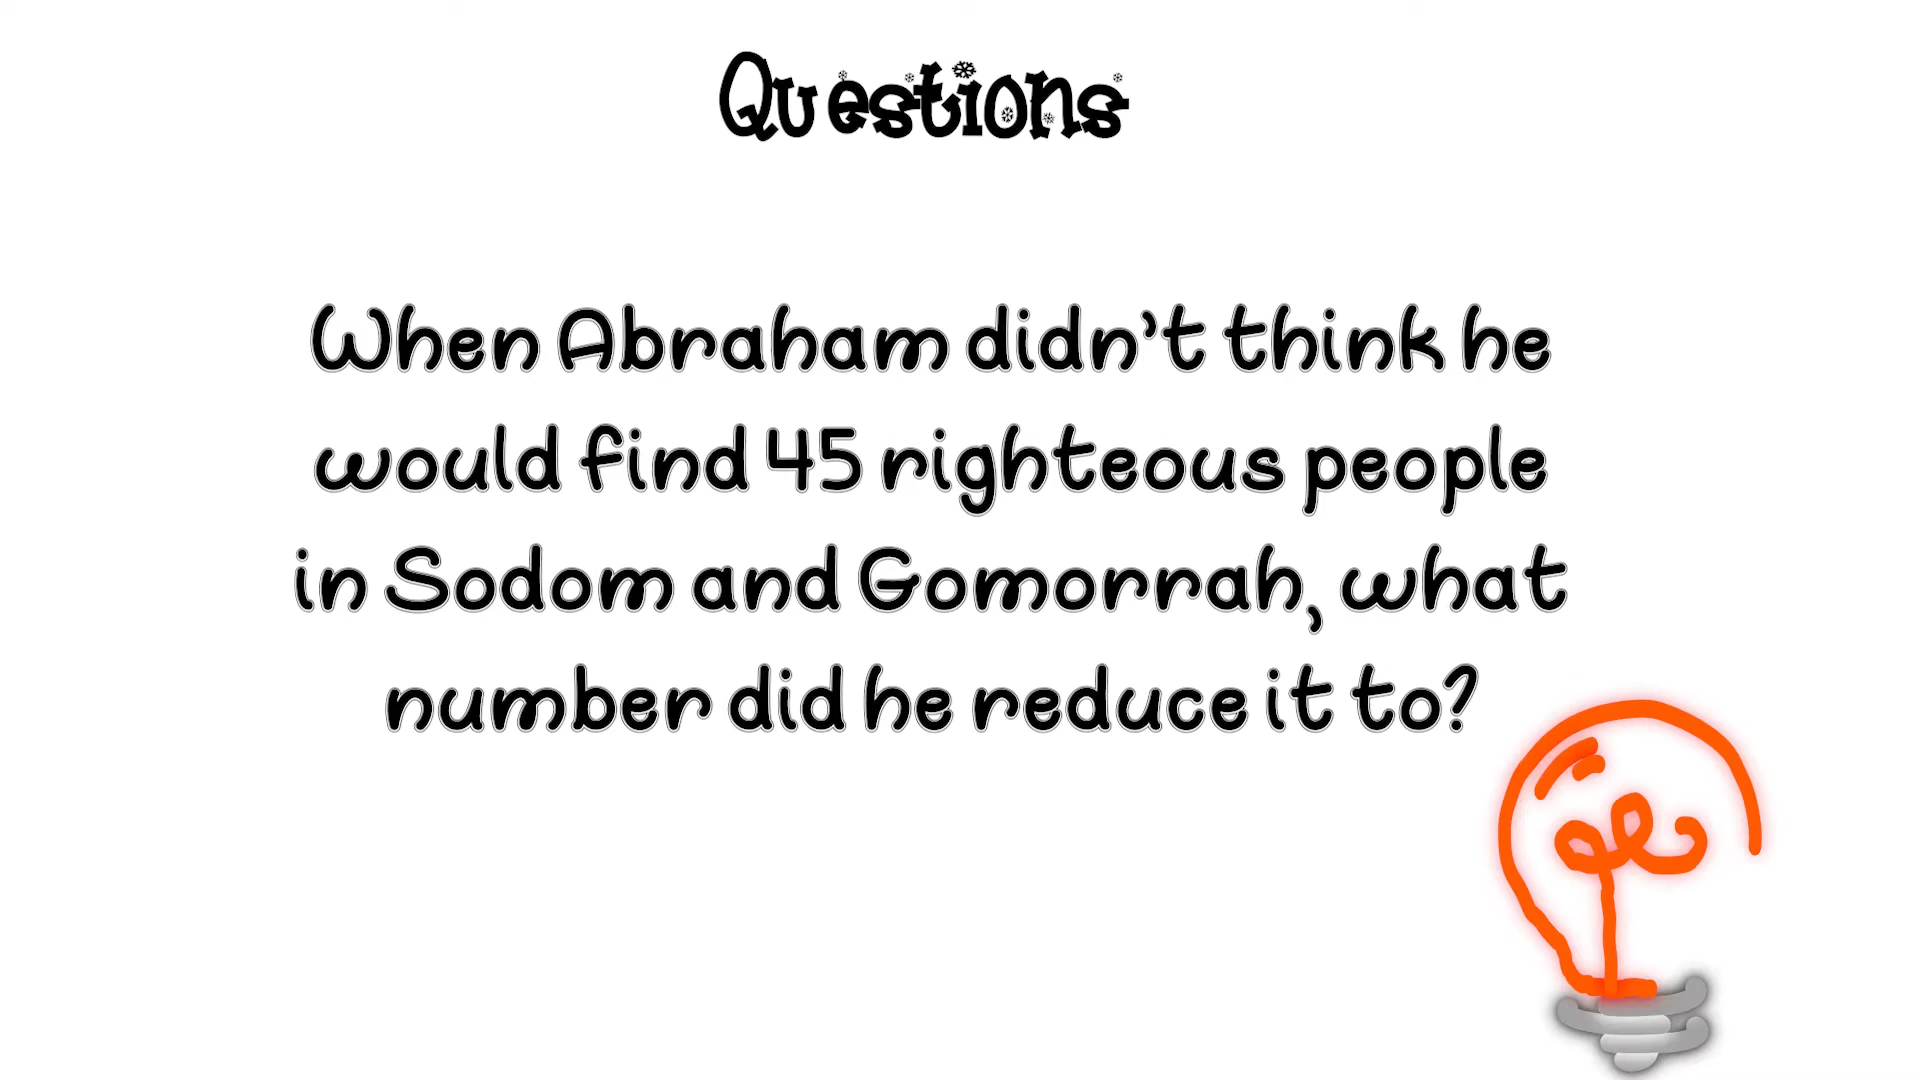 Questions
When Abraham didn't think he
would find 45 righteous people
in Sodom and Gomorrah, what
number did he reduce it to?